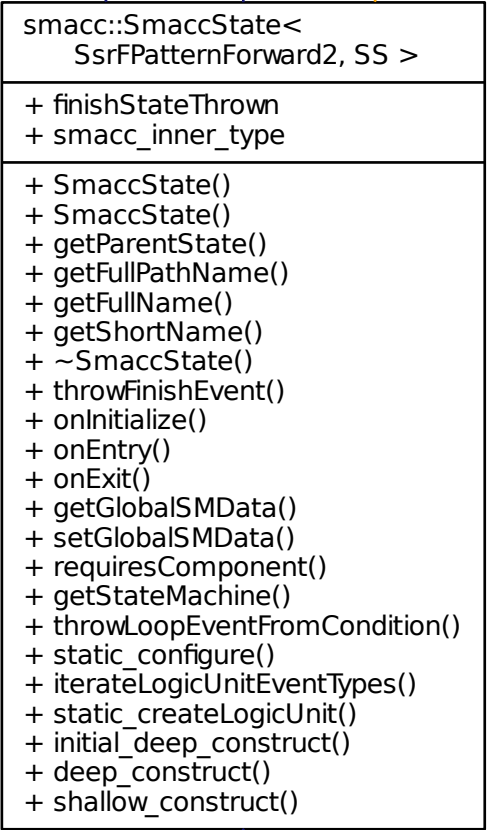 smacc::SmaccState<
SsrFPatternForward2, SS >
+ finishStateThrown
+ smacc_inner_type
+ SmaccState()
+ SmaccState()
+ getParentState()
+ getFullPathName()
+ getFullName()
+ getShortName()
+ ~SmaccState()
+ throwFinishEvent()
+ onInitialize()
+ onEntry()
+ onExit()
+ getGlobalSMData()
+ setGlobalSMData()
+ requiresComponent()
+ getStateMachine()
+ throwLoopEventFromCondition()
+ static_configure()
+ iterateLogicUnitEventTypes()
+ static_createLogicUnit()
+ initial_deep_construct()
+ deep_construct()
+ shallow_construct()